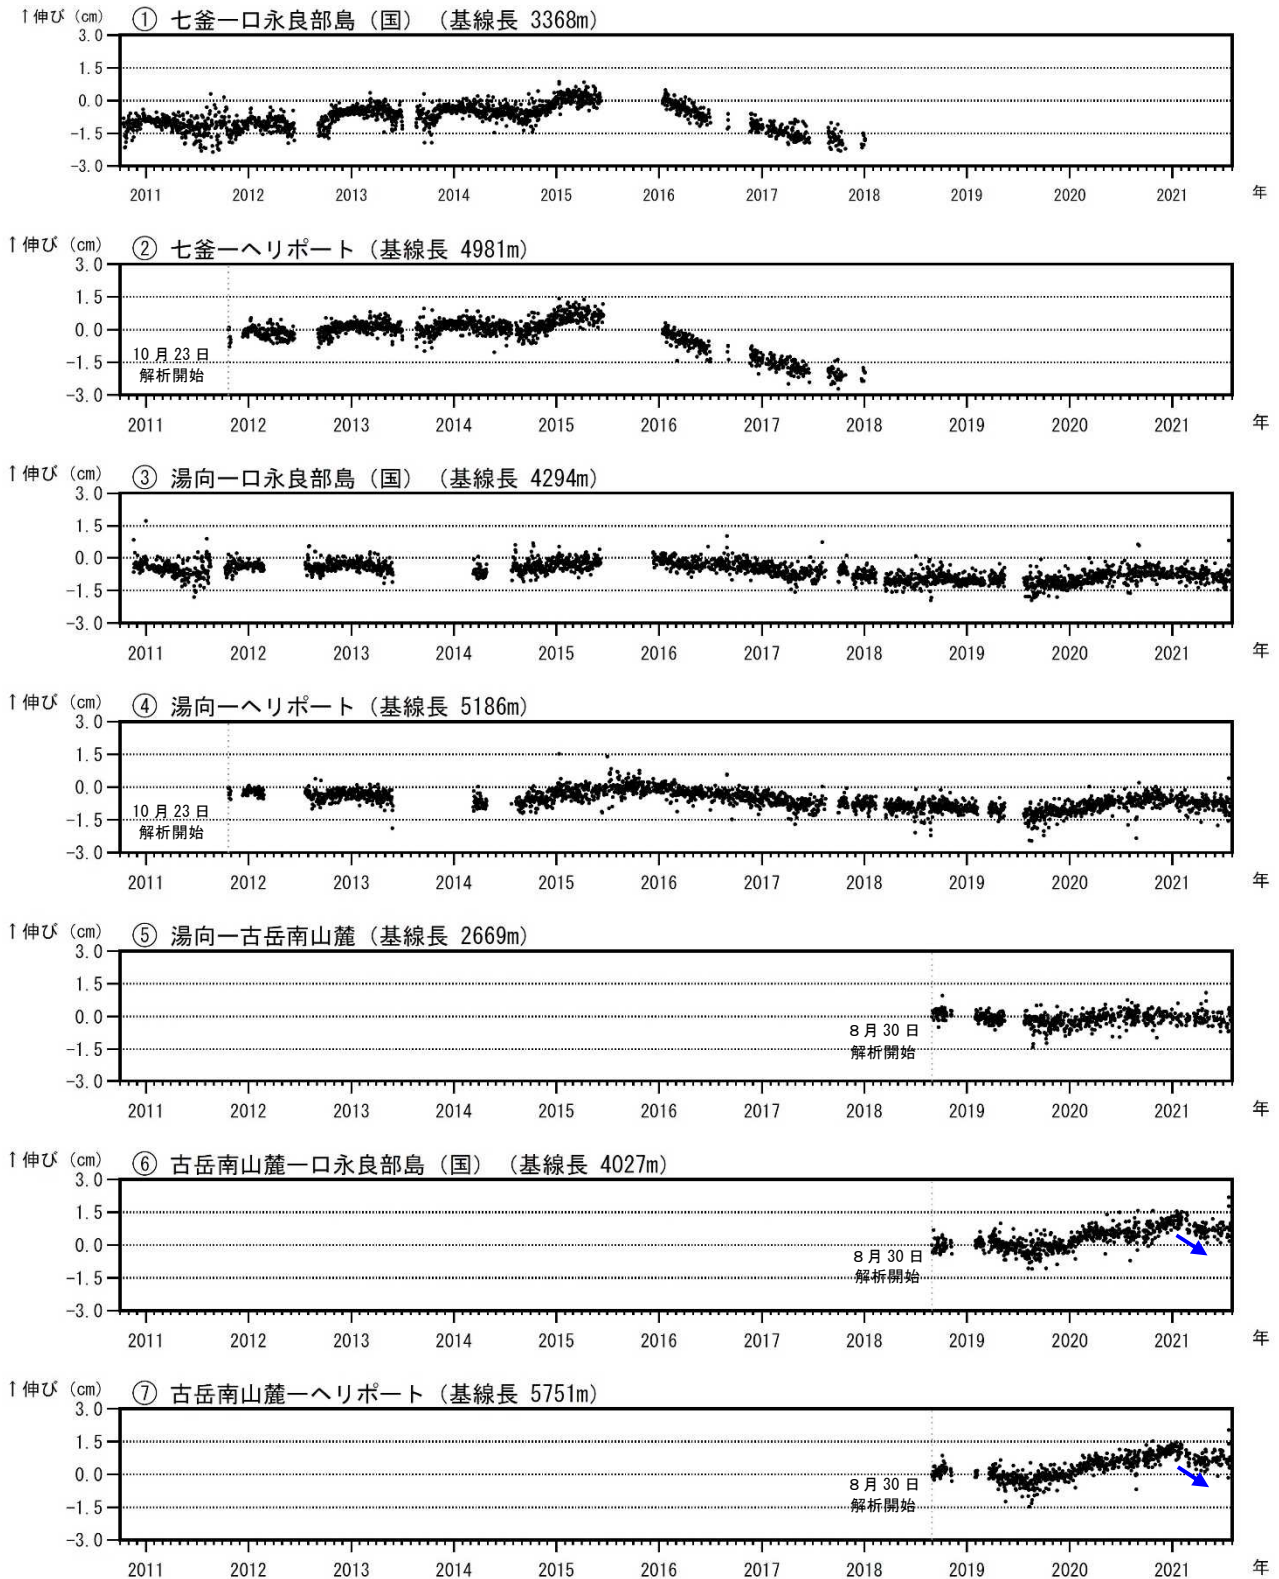 ↑伸び (cm) ① 七釜ー口永良部島（国）（基線長 3368m）
3.0
1.5
0.0
-1.5
-3.0
2011 2012 2013 2014 2015 2016 2017 2018 2019 2020 2021 年
↑伸び (cm) ② 七釜ーヘリポート（基線長 4981m）
3.0
1.5
0.0
10月23日
-1.5
解析開始
-3.0
2011 2012 2013 2014 2015 2016 2017 2018 2019 2020 2021 年
↑伸び (cm) ③ 湯向ー口永良部島（国）（基線長 4294m）
3.0
1.5
0.0
-1.5
-3.0
2011 2012 2013 2014 2015 2016 2017 2018 2019 2020 2021 年
↑伸び (cm) ④ 湯向ーヘリポート（基線長 5186m）
3.0
1.5
0.0
10月23日
-1.5
解析開始
-3.0
2011 2012 2013 2014 2015 2016 2017 2018 2019 2020 2021 年
↑伸び (cm) ⑤ 湯向ー古岳南山麓（基線長 2669m）
3.0
1.5
0.0
8月30日
-1.5
解析開始
-3.0
2011 2012 2013 2014 2015 2016 2017 2018 2019 2020 2021 年
↑伸び (cm) ⑥ 古岳南山麓ー口永良部島（国）（基線長 4027m）
3.0
1.5
0.0
8月30日
-1.5
解析開始
-3.0
2011 2012 2013 2014 2015 2016 2017 2018 2019 2020 2021 年
↑伸び (cm) ⑦ 古岳南山麓ーヘリポート（基線長 5751m）
3.0
1.5
0.0
8月30日
-1.5
解析開始
-3.0
2011 2012 2013 2014 2015 2016 2017 2018 2019 2020 2021 年